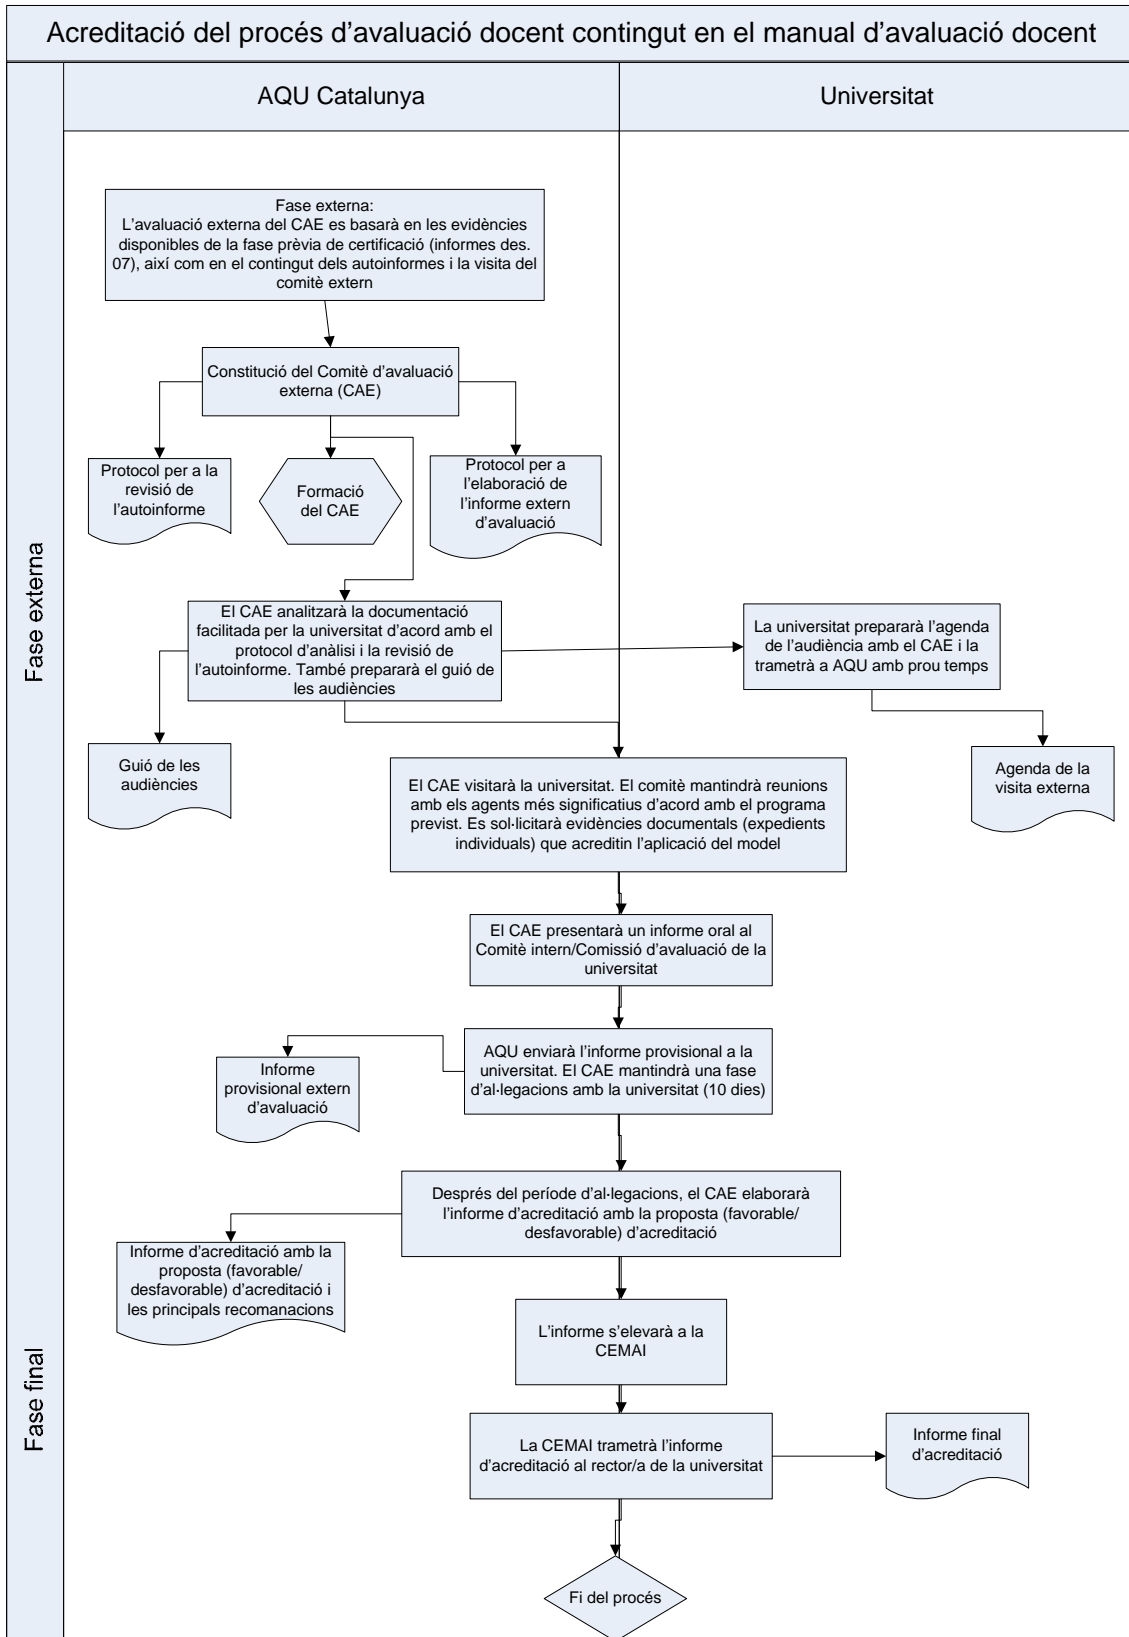 Acreditació del procés d’avaluació docent contingut en el manual d’avaluació docent
AQU Catalunya
Universitat
Fase externa
Fase externa:
L’avaluació externa del CAE es basarà en les evidències
disponibles de la fase prèvia de certificació (informes des.
07), així com en el contingut dels autoinformes i la visita del
comitè extern
Constitució del Comitè d’avaluació
externa (CAE)
Protocol per a la
revisió de
l’autoinforme
Formació
del CAE
Protocol per a
l’elaboració de
l’informe extern
d’avaluació
El CAE analitzarà la documentació
facilitada per la universitat d’acord amb el
protocol d’anàlisi i la revisió de
l’autoinforme. També prepararà el guió de
les audiències
La universitat prepararà l’agenda
de l’audiència amb el CAE i la
trametrà a AQU amb prou temps
Guió de les
audiències
Agenda de la
visita externa
El CAE visitarà la universitat. El comitè mantindrà reunions
amb els agents més significatius d’acord amb el programa
previst. Es sol·licitarà evidències documentals (expedients
individuals) que acreditin l’aplicació del model
El CAE presentarà un informe oral al
Comitè intern/Comissió d’avaluació de la
universitat
AQU enviarà l’informe provisional a la
universitat. El CAE mantindrà una fase
d’al·legacions amb la universitat (10 dies)
Informe
provisional extern
d’avaluació
Després del període d’al·legacions, el CAE elaborarà
l’informe d’acreditació amb la proposta (favorable/
desfavorable) d’acreditació
Informe d’acreditació amb la
proposta (favorable/
desfavorable) d’acreditació i
les principals recomanacions
Fase final
L’informe s’elevarà a la
CEMAI
La CEMAI trametrà l’informe
d’acreditació al rector/a de la universitat
Informe final
d’acreditació
Fi del procés